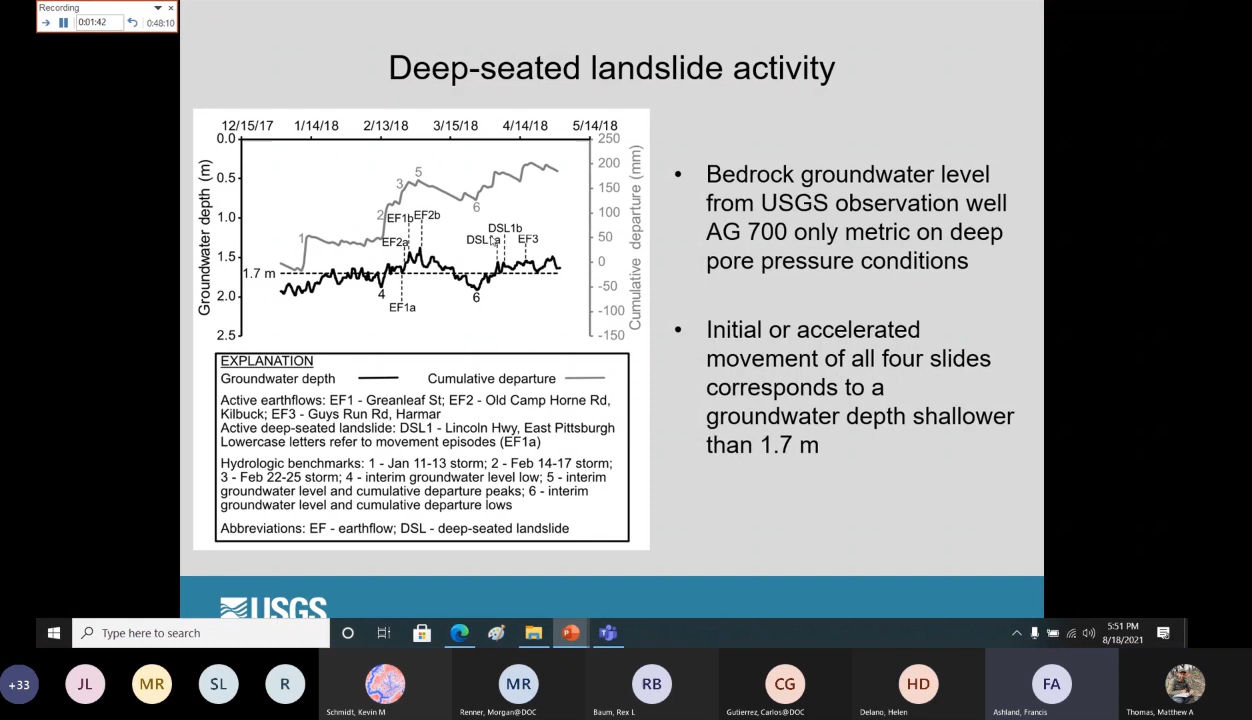 Recording
0:01:42
0:48:10
Deep-seated landslide activity
12/15/17 1/14/18 2/13/18 3/15/18 4/14/18 5/14/18
0.0
0.5
1.0
1.5
2.0
2.5
Groundwater depth (m)
250
200
150
100
50
0
-50
-100
-150
Cumulative departure (mm)
1
2
3
5
6
EF1b
EF2b
EF2a
DSL1b
DSL1a
EF3
1.7 m
4
6
EF1a
EXPLANATION
Groundwater depth
Cumulative departure
Active earthflows: EF1 - Greanleaf St; EF2 - Old Camp Horne Rd,
Kilbuck; EF3 - Guys Run Rd, Harmar
Active deep-seated landslide: DSL1 - Lincoln Hwy, East Pittsburgh
Lowercase letters refer to movement episodes (EF1a)
Hydrologic benchmarks: 1 - Jan 11-13 storm; 2 - Feb 14-17 storm;
3 - Feb 22-25 storm; 4 - interim groundwater level low; 5 - interim
groundwater level and cumulative departure peaks; 6 - interim
groundwater level and cumulative departure lows
Abbreviations: EF - earthflow; DSL - deep-seated landslide
• Bedrock groundwater level
from USGS observation well
AG 700 only metric on deep
pore pressure conditions
• Initial or accelerated
movement of all four slides
corresponds to a
groundwater depth shallower
than 1.7 m
USGS
Type here to search
5:51 PM
8/18/2021
+33
JL
MR
SL
R
Schmidt, Kevin M
MR
Renner, Morgan@DOC
RB
Baum, Rex L
CG
Gutierrez, Carlos@DOC
HD
Delano, Helen
FA
Ashland, Francis
Thomas, Matthew A